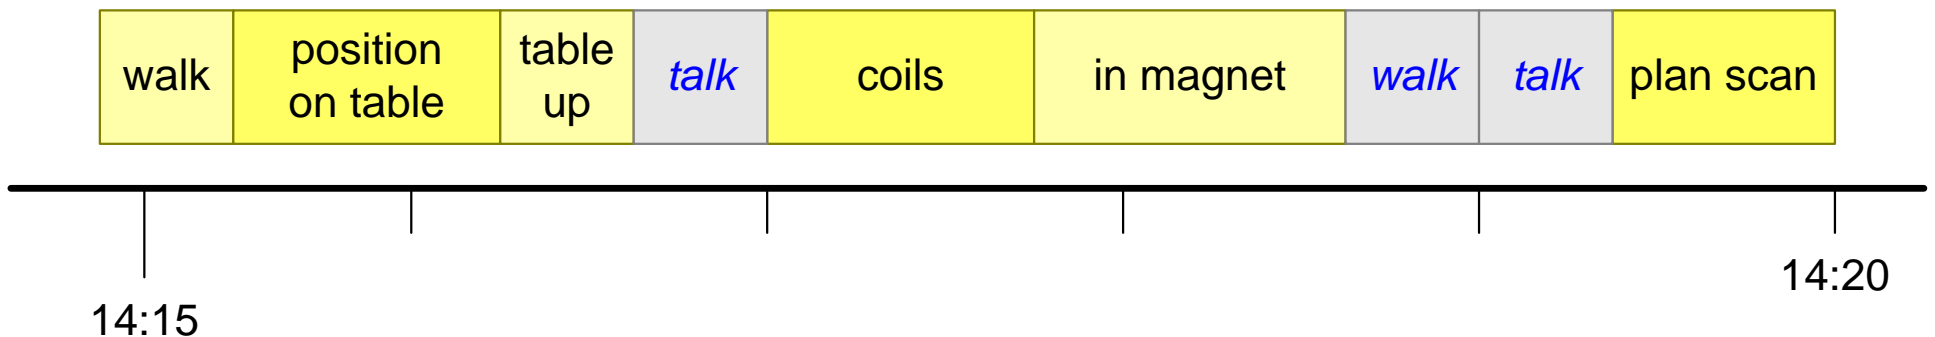 walk
position
on table
table
up
talk
coils
in magnet
walk
talk
plan scan
14:15
14:20